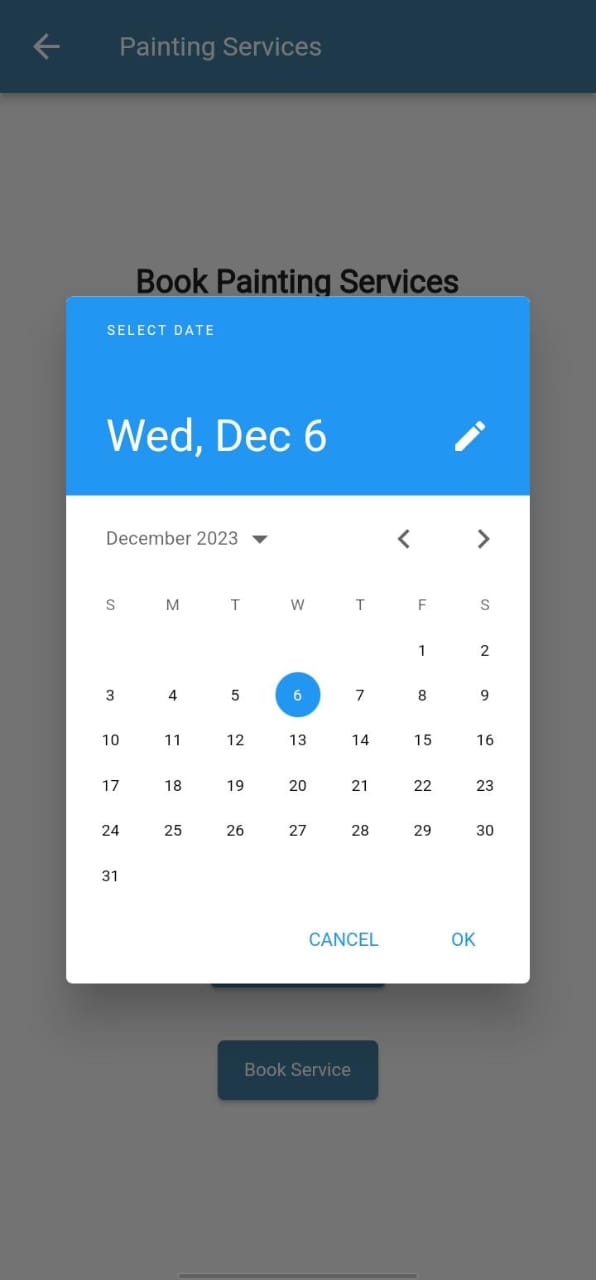 Painting Services
Book Painting Services
SELECT DATE
Wed, Dec 6
December 2023
S M T W T F S
1 2
3 4 5 6 7 8 9
10 11 12 13 14 15 16
17 18 19 20 21 22 23
24 25 26 27 28 29 30
31
CANCEL OK
Book Service